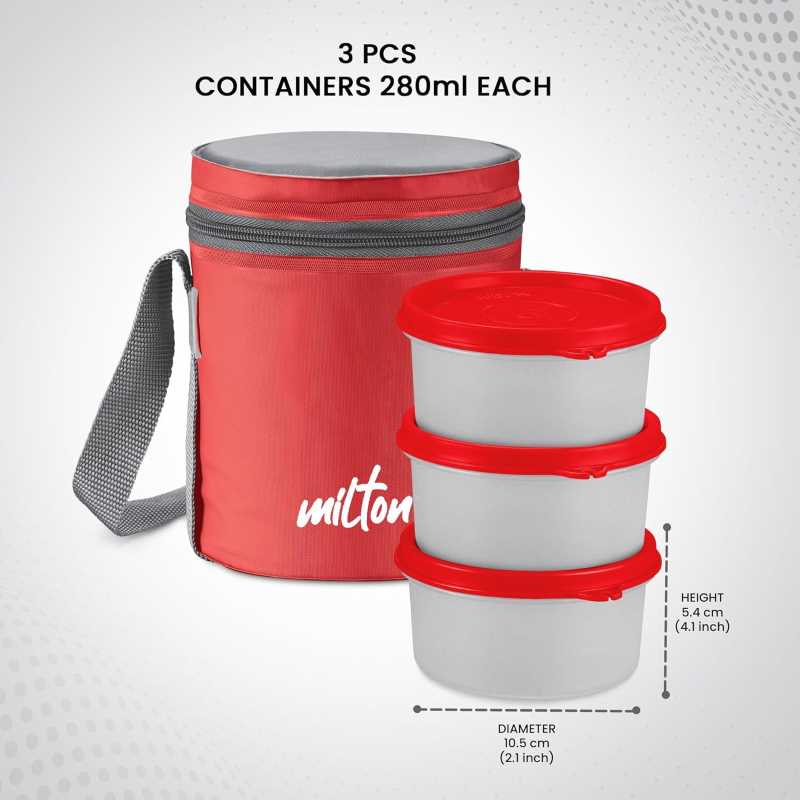 3 PCS
CONTAINERS 280ml EACH
milton
HEIGHT
5.4 cm
(4.1 inch)
DIAMETER
10.5 cm
(2.1 inch)